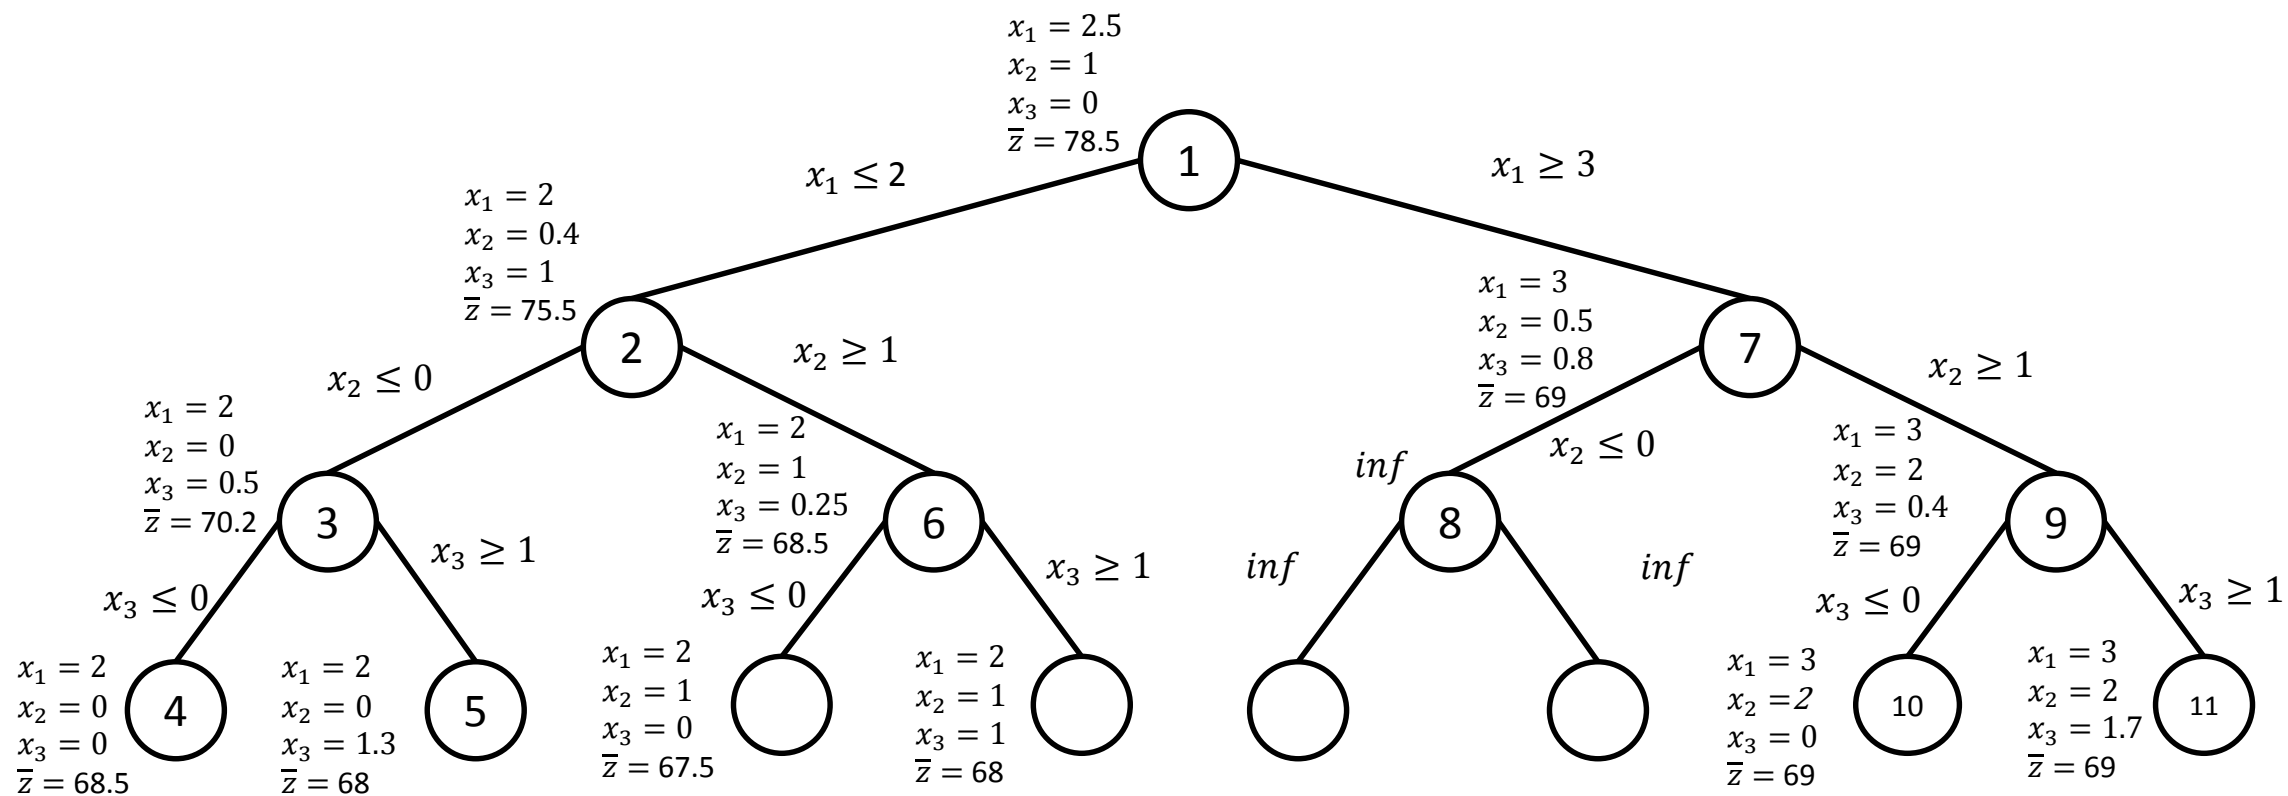 x₁ = 2.5
x₂ = 1
x₃ = 0
z̅ = 78.5
1
x₁ ≤ 2
x₁ ≥ 3
x₁ = 2
x₂ = 0.4
x₃ = 1
z̅ = 75.5
2
x₁ = 3
x₂ = 0.5
x₃ = 0.8
z̅ = 69
7
x₂ ≤ 0
x₂ ≥ 1
x₂ ≤ 0
x₂ ≥ 1
x₁ = 2
x₂ = 0
x₃ = 0.5
z̅ = 70.2
3
x₁ = 2
x₂ = 1
x₃ = 0.25
z̅ = 68.5
6
inf
8
x₁ = 3
x₂ = 2
x₃ = 0.4
z̅ = 69
9
x₃ ≤ 0
x₃ ≥ 1
x₃ ≤ 0
x₃ ≥ 1
inf
inf
x₃ ≤ 0
x₃ ≥ 1
x₁ = 2
x₂ = 0
x₃ = 0
z̅ = 68.5
4
x₁ = 2
x₂ = 0
x₃ = 1.3
z̅ = 68
5
x₁ = 2
x₂ = 1
x₃ = 0
z̅ = 67.5
x₁ = 2
x₂ = 1
x₃ = 1
z̅ = 68
x₁ = 3
x₂ =2
x₃ = 0
z̅ = 69
10
x₁ = 3
x₂ = 2
x₃ = 1.7
z̅ = 69
11